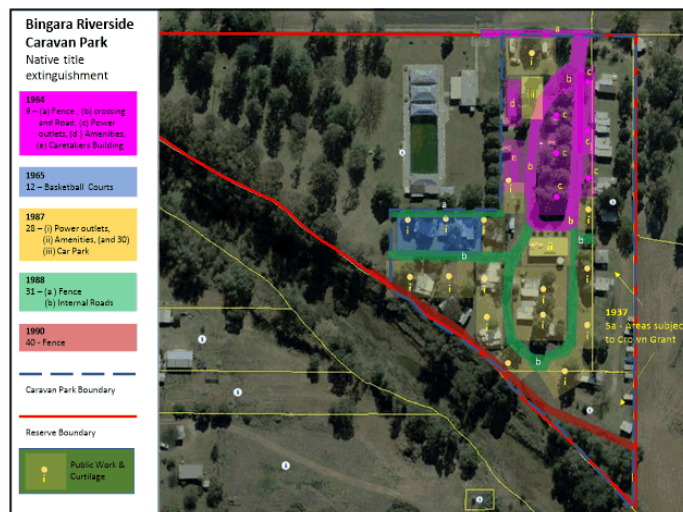 Bingara Riverside
Caravan Park
Native title
extinguishment
1964
9 – (a) Fence , (b) crossing
and Road, (c) Power
outlets, (d ) Amenities,
(e) Caretakers Building
1965
12 – Basketball Courts
1987
28 – (i) Power outlets,
(ii) Amenities, (and 30)
(iii) Car Park
1988
31 – (a ) Fence
(b) Internal Roads
1990
40 - Fence
Caravan Park Boundary
Reserve Boundary
Public Work &
i Curtilage
a
i
b
c
iii
d
c
c
b
c
c
c
i
a
b
i
i
i
i
ii
b
b
i
i
i
i
i
i
i
i
b
i
i
1937
5a - Areas subject
to Crown Grant